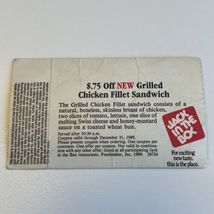 $.75 Off NEW Grilled
Chicken Fillet Sandwich
The Grilled Chicken Fillet sandwich consists of a
natural, boneless, skinless breast of chicken,
two slices of tomato, lettuce, one slice of
melting Swiss cheese and honey-mustard
sauce on a toasted wheat bun.
Served after 10:30 a.m.
Coupon valid through December 31, 1989.
Please present coupon when ordering. One coupon per
customer. One offer per coupon. Not valid in combina-
tion with any other offer. Good at all participating Jack
in the Box restaurants. Foodmaker, Inc., 1989. 2672a
JACK
IN THE
BOX
For exciting
new taste,
this is the place.